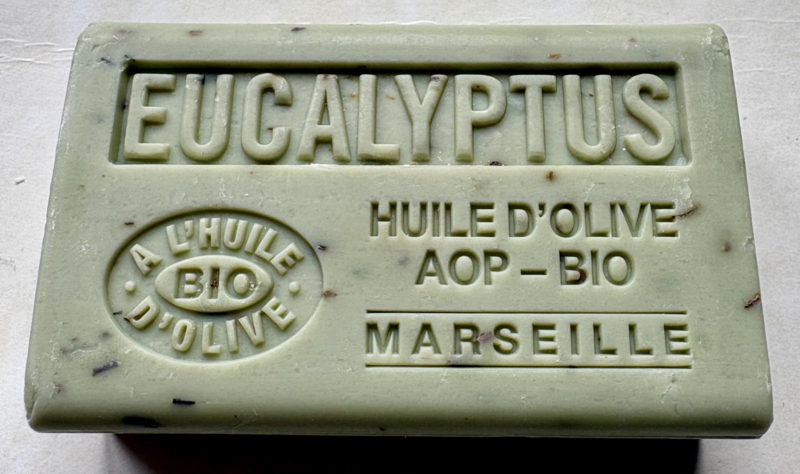 EUCALYPTUS
A L'HUILE
BIO
• D'OLIVE •
HUILE D'OLIVE
AOP – BIO
MARSEILLE